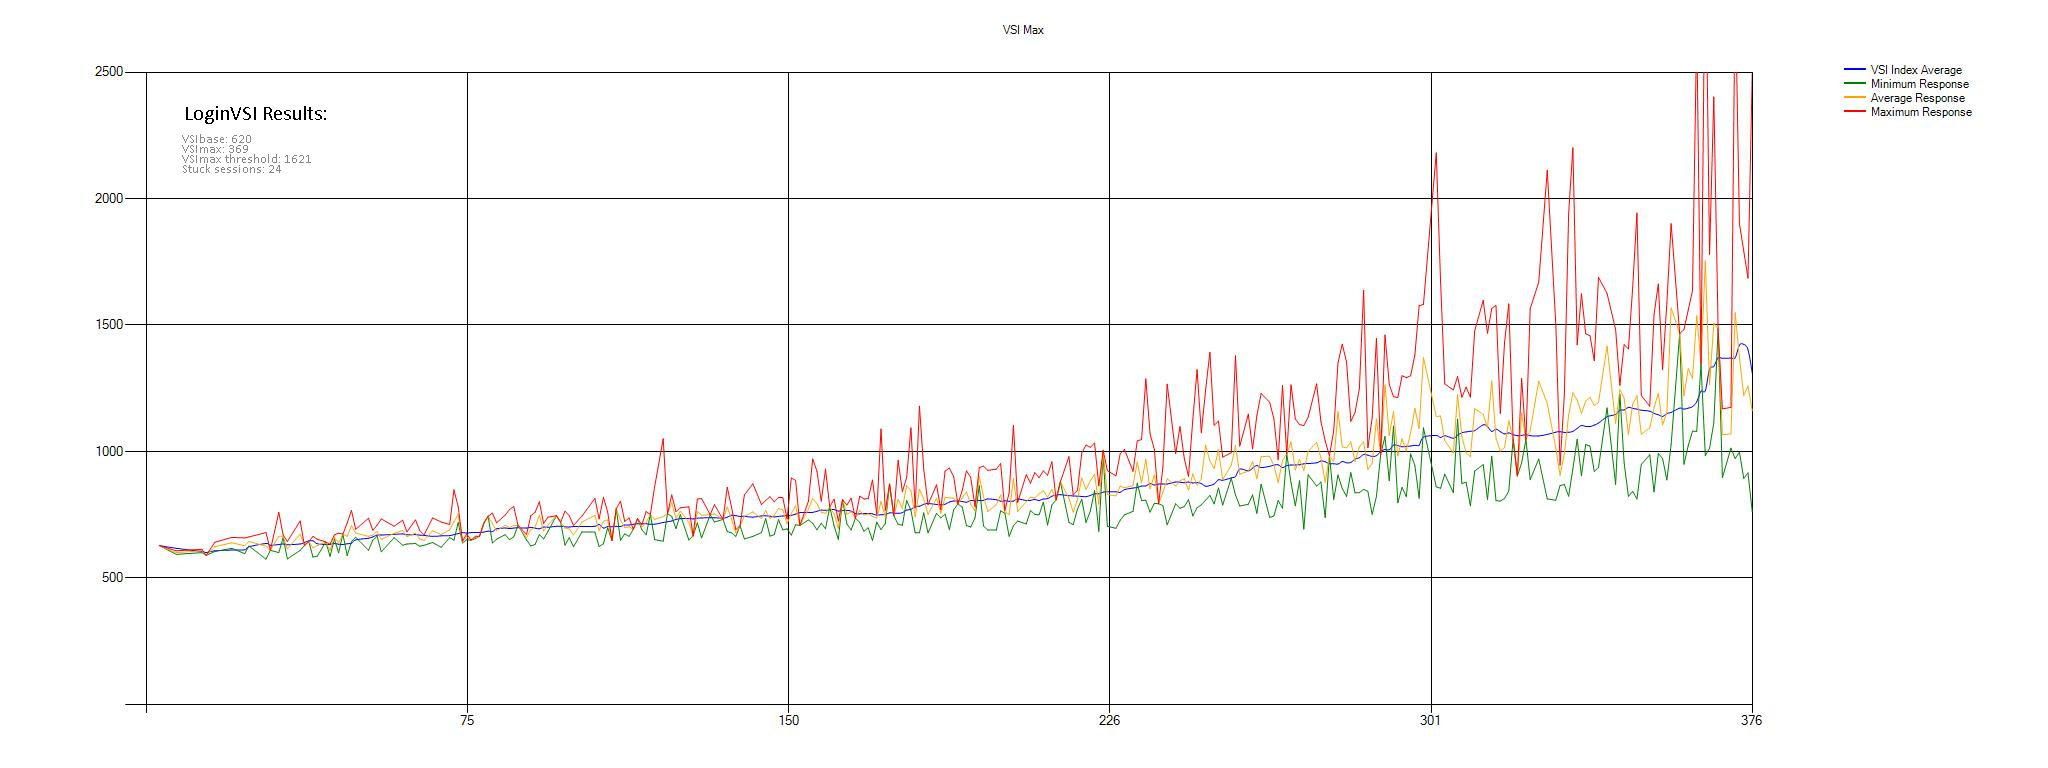 VSI Max
2500
2000
1500
1000
500
LoginVSI Results:
VSIbase: 620
VSImax: 369
VSImax threshold: 1621
Stuck sessions: 24
VSI Index Average
Minimum Response
Average Response
Maximum Response
75 150 226 301 376